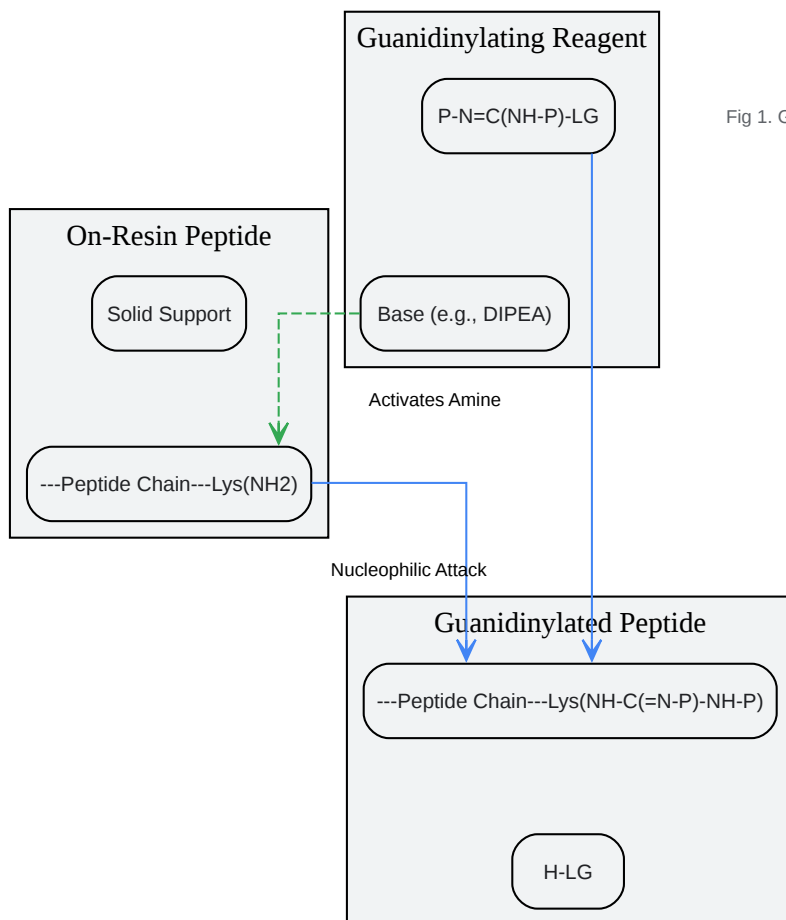 Guanidinylating Reagent
P-N=C(NH-P)-LG
Fig 1. G
On-Resin Peptide
Solid Support
Base (e.g., DIPEA)
Activates Amine
---Peptide Chain---Lys(NH2)
Nucleophilic Attack
Guanidinylated Peptide
---Peptide Chain---Lys(NH-C(=N-P)-NH-P)
H-LG